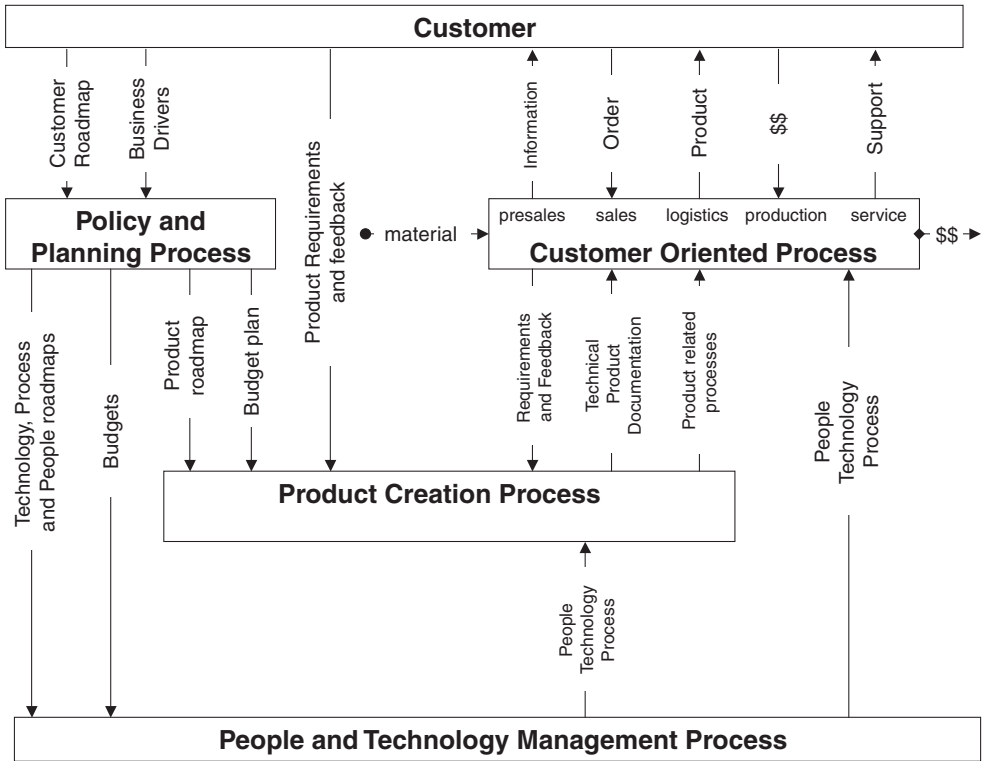 Customer
Customer
Roadmap
Business
Drivers
Product Requirements
and feedback
Information
Order
Product
$$
Support
Policy and
Planning Process
material
presales
sales
logistics
production
service
Customer Oriented Process
$$
Technology, Process
and People roadmaps
Budgets
Product
roadmap
Budget plan
Requirements
and Feedback
Technical
Product
Documentation
Product related
processes
People
Technology
Process
Product Creation Process
People
Technology
Process
People and Technology Management Process